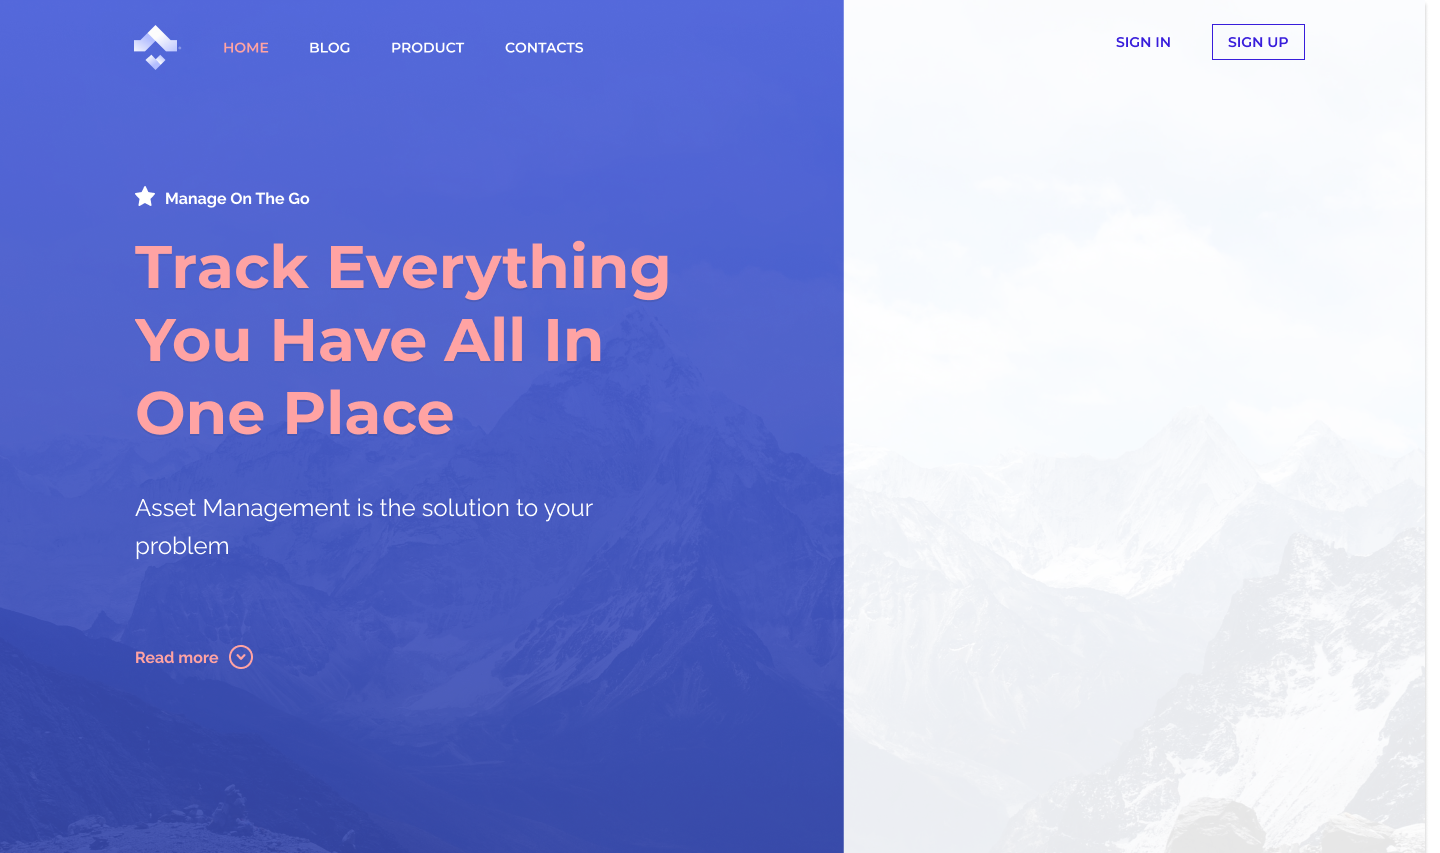 HOME
BLOG
PRODUCT
CONTACTS
SIGN IN
SIGN UP
Manage On The Go
Track Everything
You Have All In
One Place
Asset Management is the solution to your
problem
Read more